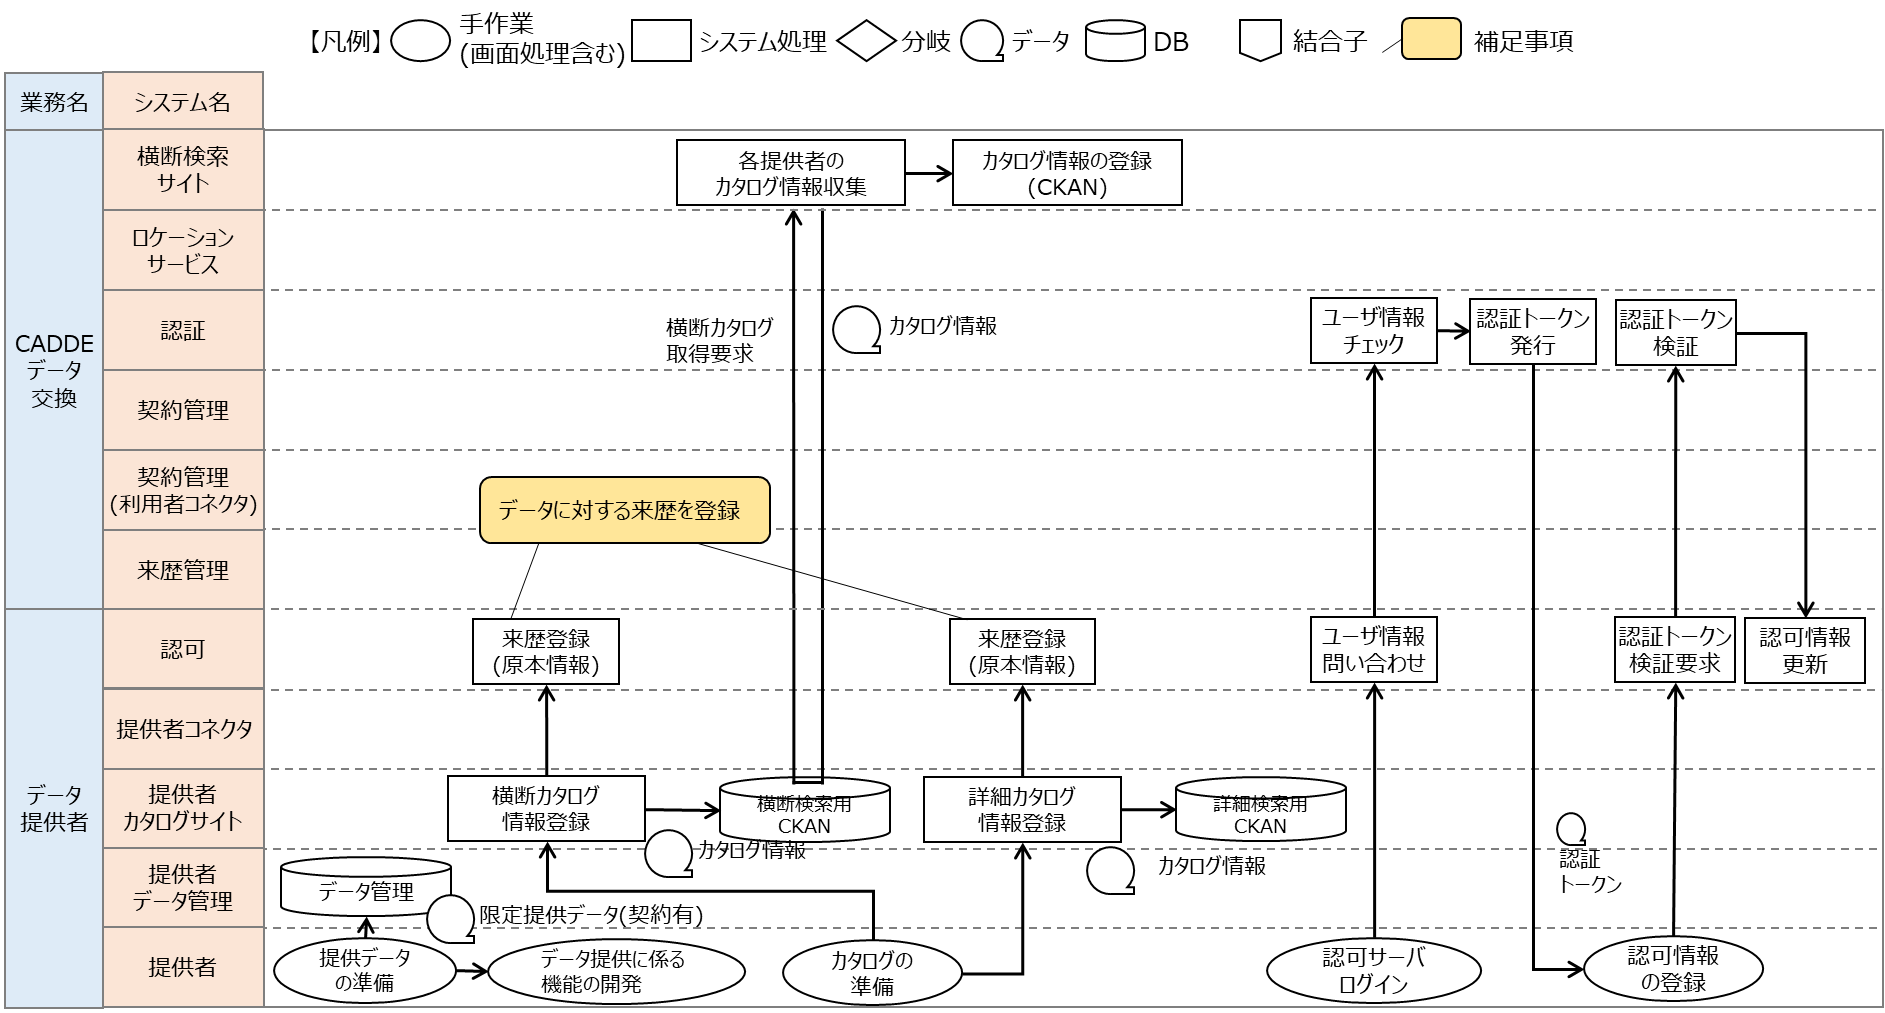 【凡例】
手作業
(画面処理含む)
システム処理
分岐
データ
DB
結合子
補足事項
業務名
システム名
CADDE
データ
交換
横断検索
サイト
各提供者の
カタログ情報収集
カタログ情報の登録
(CKAN)
ロケーション
サービス
認証
横断カタログ
取得要求
カタログ情報
ユーザ情報
チェック
認証トークン
発行
認証トークン
検証
契約管理
契約管理
(利用者コネクタ)
データに対する来歴を登録
来歴管理
データ
提供者
認可
来歴登録
(原本情報)
来歴登録
(原本情報)
ユーザ情報
問い合わせ
認証トークン
検証要求
認可情報
更新
提供者コネクタ
提供者
カタログサイト
横断カタログ
情報登録
横断検索用
CKAN
カタログ情報
詳細カタログ
情報登録
詳細検索用
CKAN
カタログ情報
認証
トークン
提供者
データ管理
データ管理
限定提供データ(契約有)
提供者
提供データ
の準備
データ提供に係る
機能の開発
カタログの
準備
認可サーバ
ログイン
認可情報
の登録